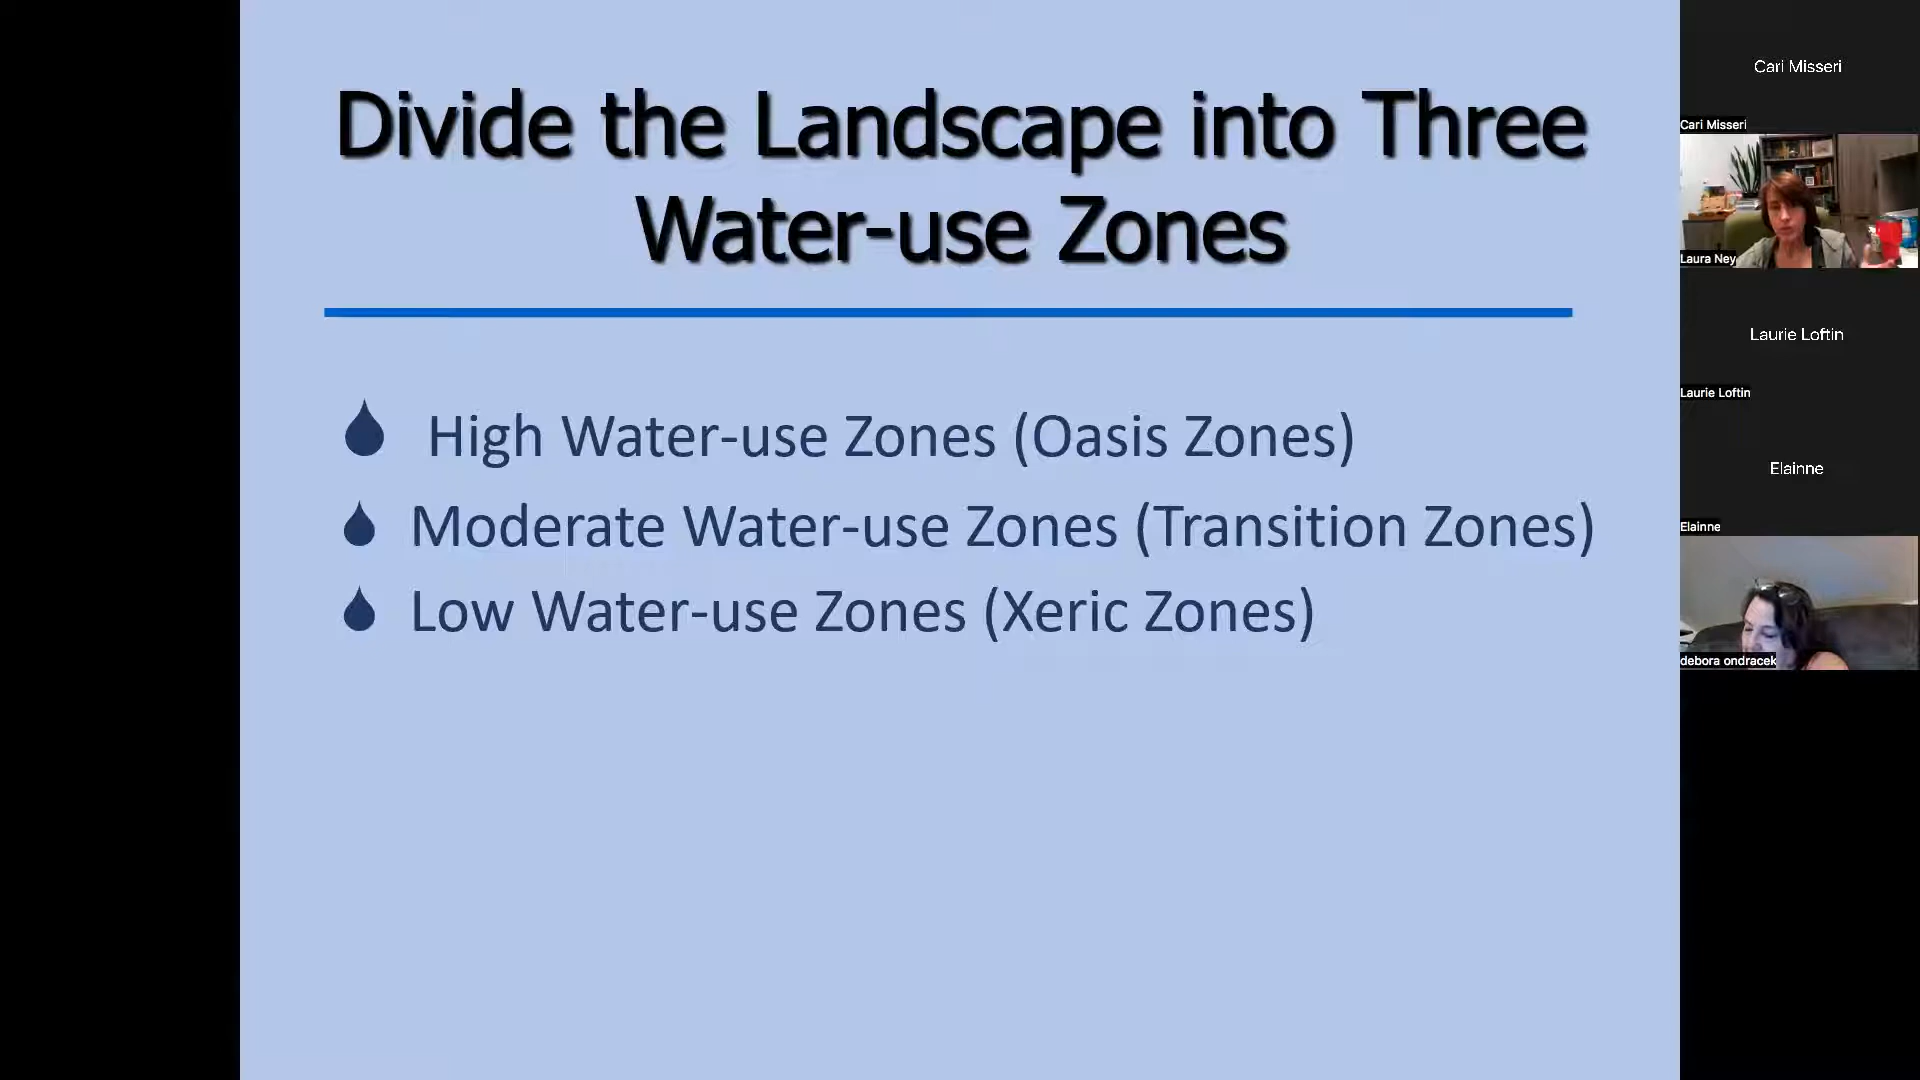 Divide the Landscape into Three
Water-use Zones
High Water-use Zones (Oasis Zones)
Moderate Water-use Zones (Transition Zones)
Low Water-use Zones (Xeric Zones)
Cari Misseri
Cari Misseri
Laura Ney
Laurie Loftin
Laurie Loftin
Elainne
Elainne
debora ondracek